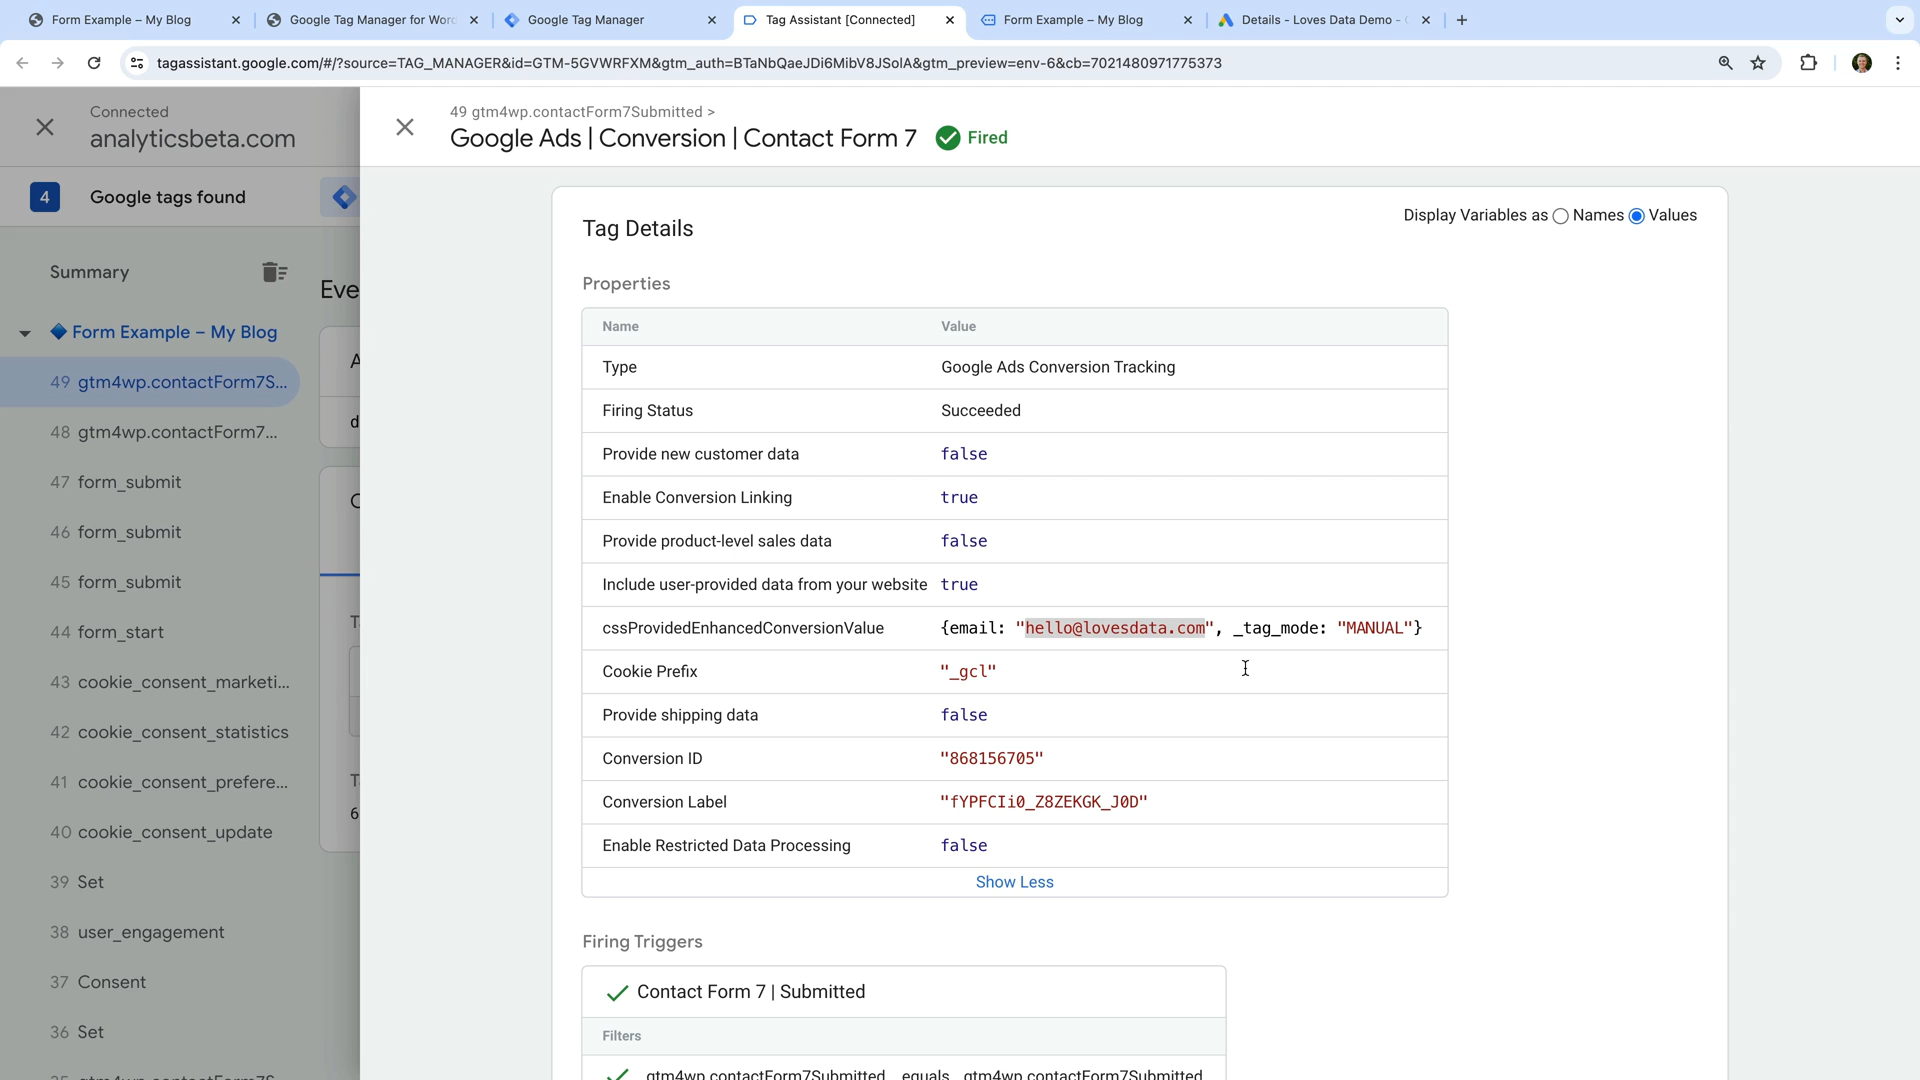 Form Example – My Blog
Google Tag Manager for Wor
Google Tag Manager
Tag Assistant [Connected]
Form Example – My Blog
Details - Loves Data Demo -
tagassistant.google.com/#/?source=TAG_MANAGER&id=GTM-5GVWRFXM&gtm_auth=BTaNbQaeJDi6MibV8JSolA&gtm_preview=env-6&cb=7021480971775373
Connected
analyticsbeta.com
4 Google tags found
Summary
Eve
Form Example – My Blog
49 gtm4wp.contactForm7S...
48 gtm4wp.contactForm7...
47 form_submit
46 form_submit
45 form_submit
44 form_start
43 cookie_consent_marketi...
42 cookie_consent_statistics
41 cookie_consent_prefere...
40 cookie_consent_update
39 Set
38 user_engagement
37 Consent
36 Set
49 gtm4wp.contactForm7Submitted >
Google Ads | Conversion | Contact Form 7 Fired
Tag Details
Display Variables as Names Values
Properties
Name Value
Type Google Ads Conversion Tracking
Firing Status Succeeded
Provide new customer data false
Enable Conversion Linking true
Provide product-level sales data false
Include user-provided data from your website true
cssProvidedEnhancedConversionValue {email: "hello@lovesdata.com", _tag_mode: "MANUAL"}
Cookie Prefix "_gcl"
Provide shipping data false
Conversion ID "868156705"
Conversion Label "fYPFCIi0_Z8ZEKGK_J0D"
Enable Restricted Data Processing false
Show Less
Firing Triggers
Contact Form 7 | Submitted
Filters
gtm4wp.contactForm7Submitted equals gtm4wp.contactForm7Submitted